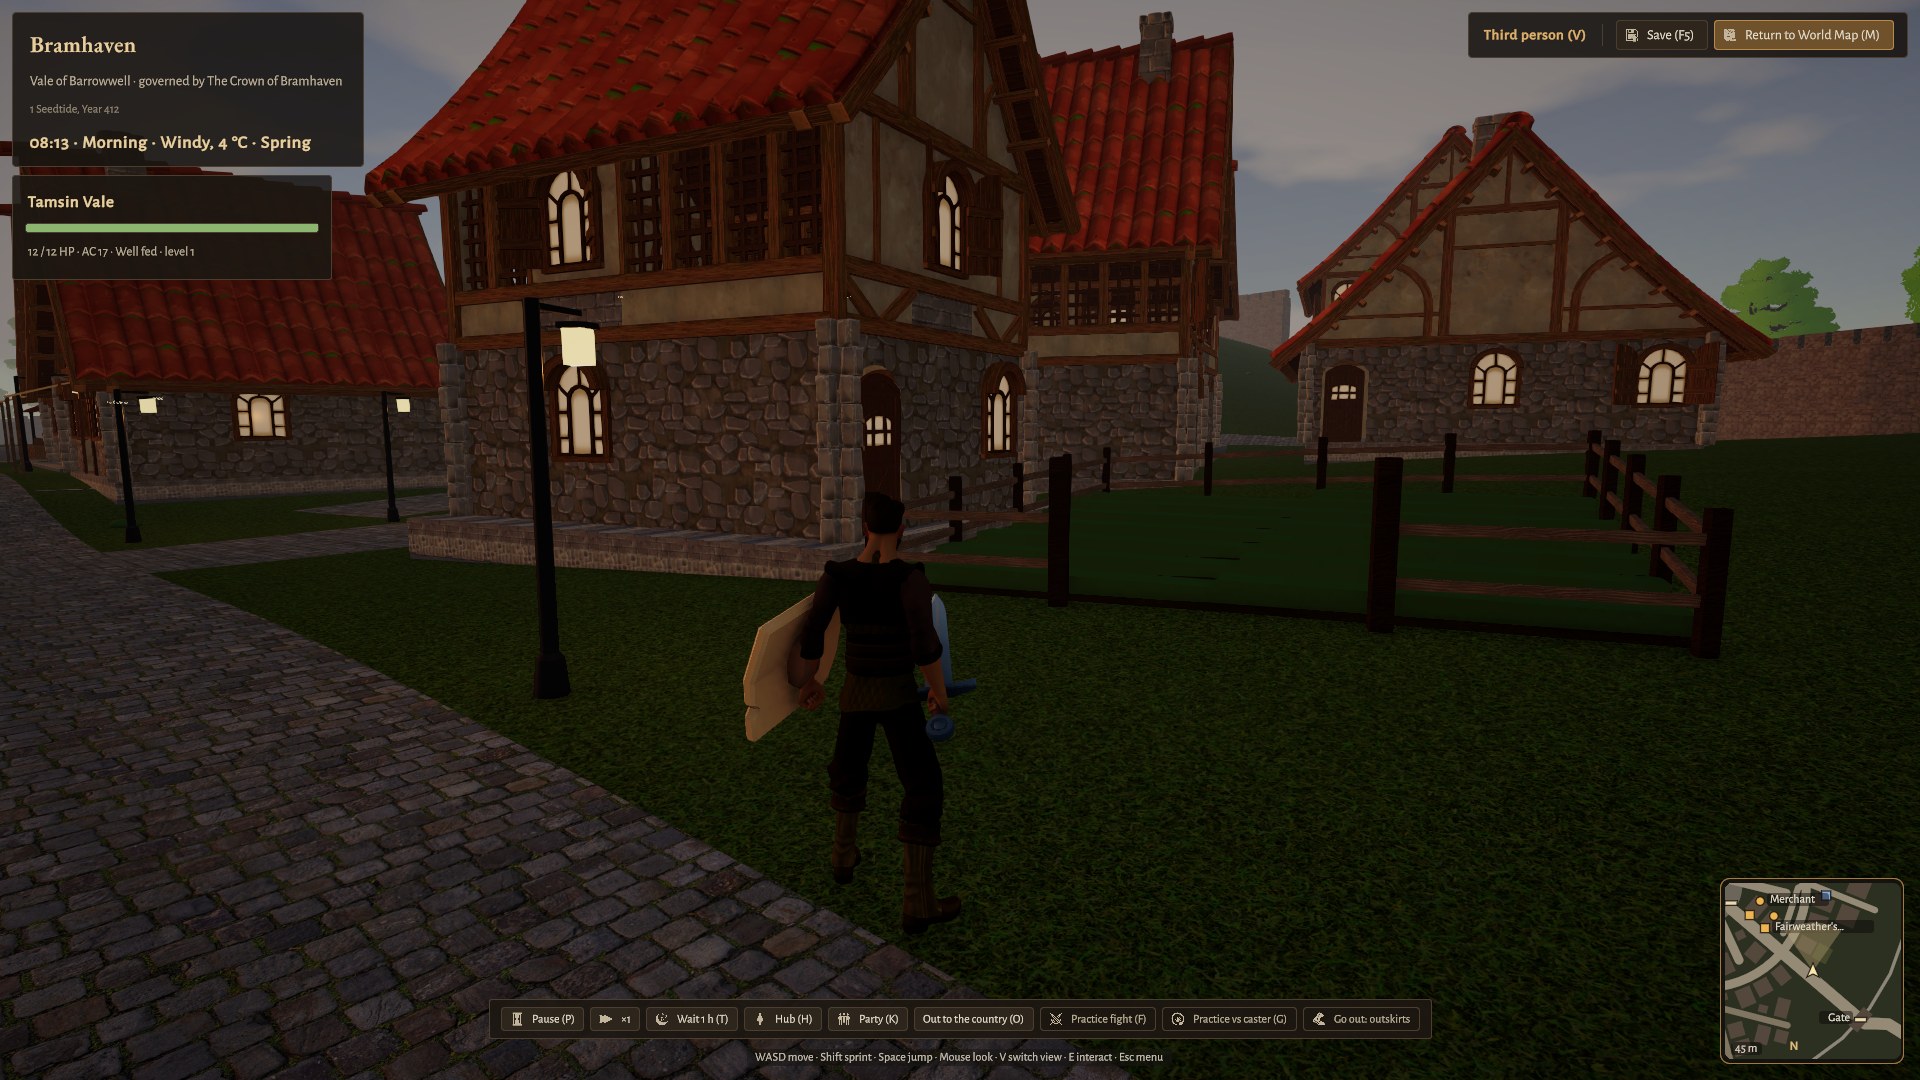 Bramhaven
Vale of Barrowwell · governed by The Crown of Bramhaven
1 Seedtide, Year 412
08:13 · Morning · Windy, 4 °C · Spring
Tamsin Vale
12 / 12 HP · AC 17 · Well fed · level 1
Third person (V)
Save (F5)
Return to World Map (M)
Merchant
Fairweather's...
Gate
45 m
N
Pause (P)
×1
Wait 1 h (T)
Hub (H)
Party (K)
Out to the country (O)
Practice fight (F)
Practice vs caster (G)
Go out: outskirts
WASD move · Shift sprint · Space jump · Mouse look · V switch view · E interact · Esc menu